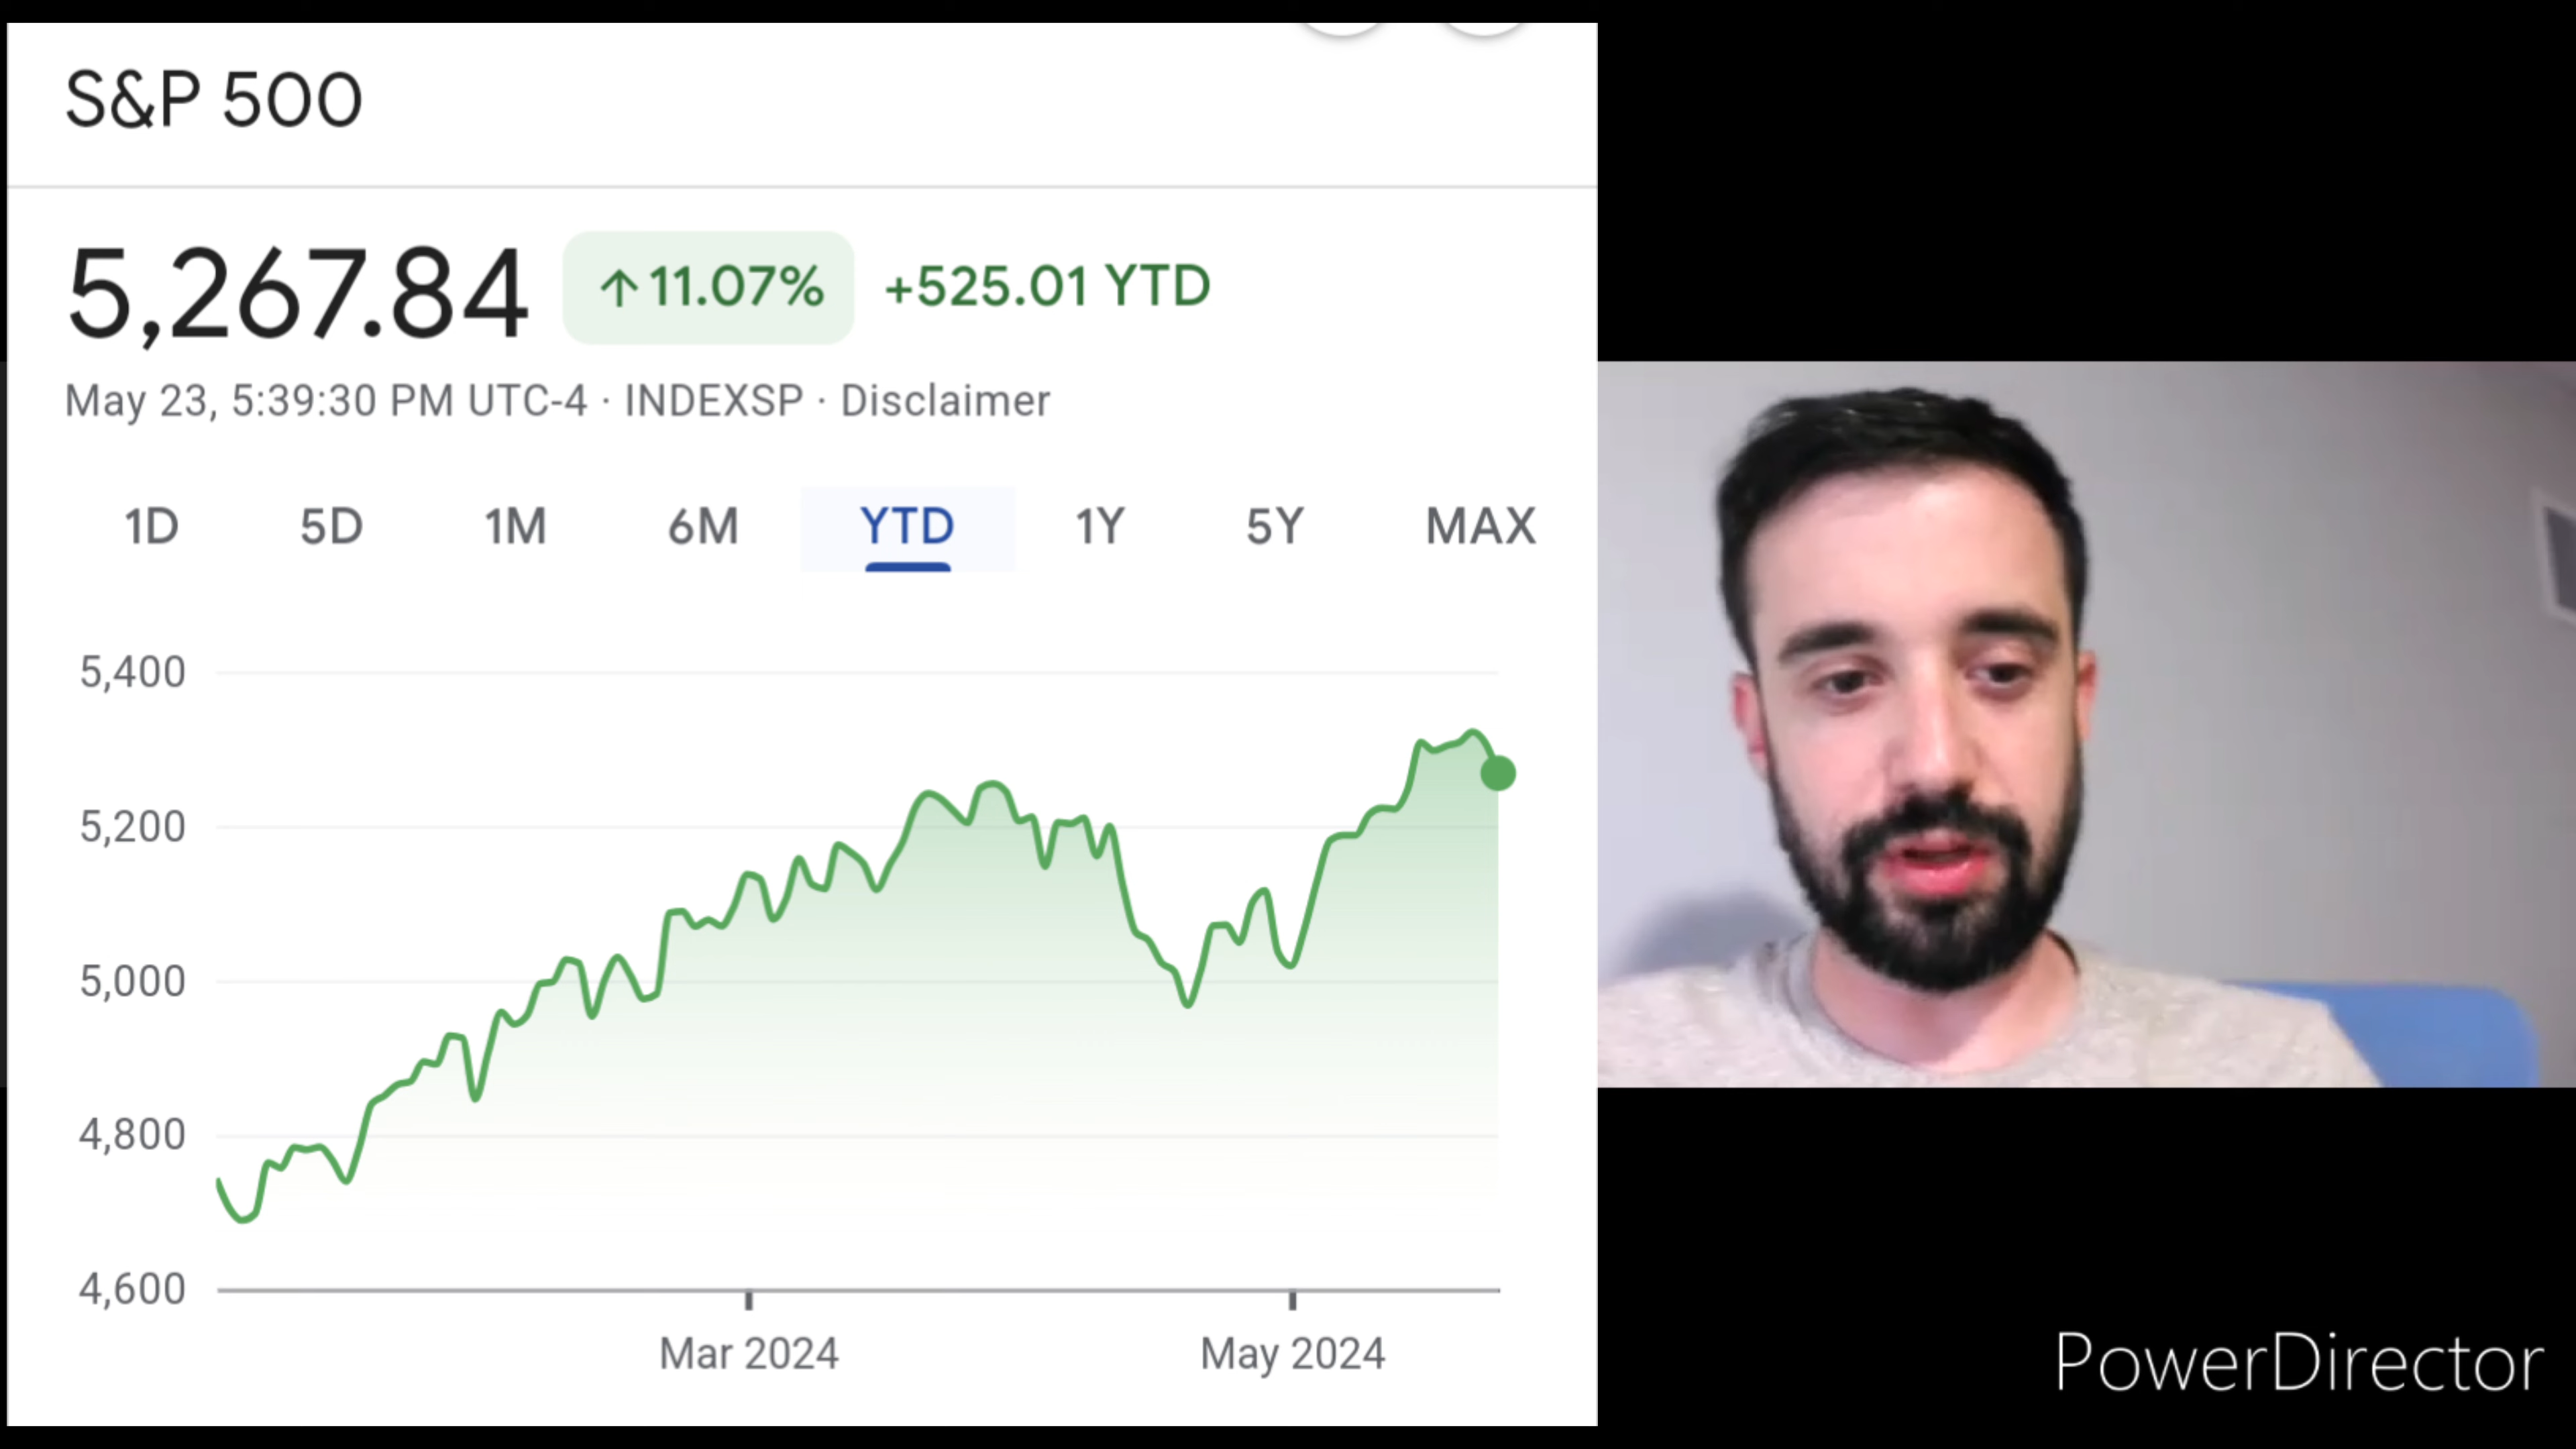 S&P 500
5,267.84 ↑11.07% +525.01 YTD
May 23, 5:39:30 PM UTC-4 · INDEXSP · Disclaimer
1D 5D 1M 6M YTD 1Y 5Y MAX
5,400
5,200
5,000
4,800
4,600
Mar 2024 May 2024
PowerDirector